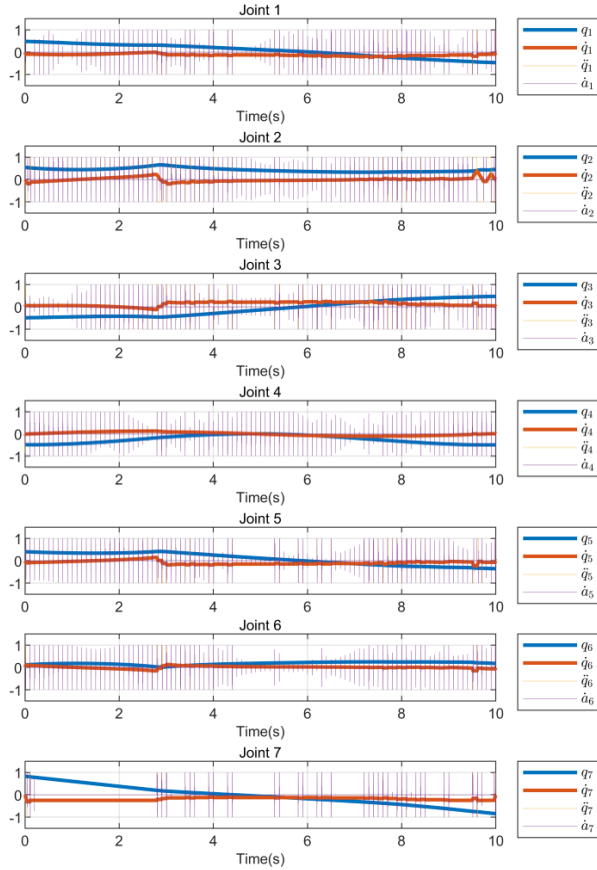 Joint 1
1
0
-1
0 2 4 6 8 10
Time(s)
q₁
q̇₁
q̈₁
ȧ₁
Joint 2
1
0
-1
0 2 4 6 8 10
Time(s)
q₂
q̇₂
q̈₂
ȧ₂
Joint 3
1
0
-1
0 2 4 6 8 10
Time(s)
q₃
q̇₃
q̈₃
ȧ₃
Joint 4
1
0
-1
0 2 4 6 8 10
Time(s)
q₄
q̇₄
q̈₄
ȧ₄
Joint 5
1
0
-1
0 2 4 6 8 10
Time(s)
q₅
q̇₅
q̈₅
ȧ₅
Joint 6
1
0
-1
0 2 4 6 8 10
Time(s)
q₆
q̇₆
q̈₆
ȧ₆
Joint 7
1
0
-1
0 2 4 6 8 10
Time(s)
q₇
q̇₇
q̈₇
ȧ₇